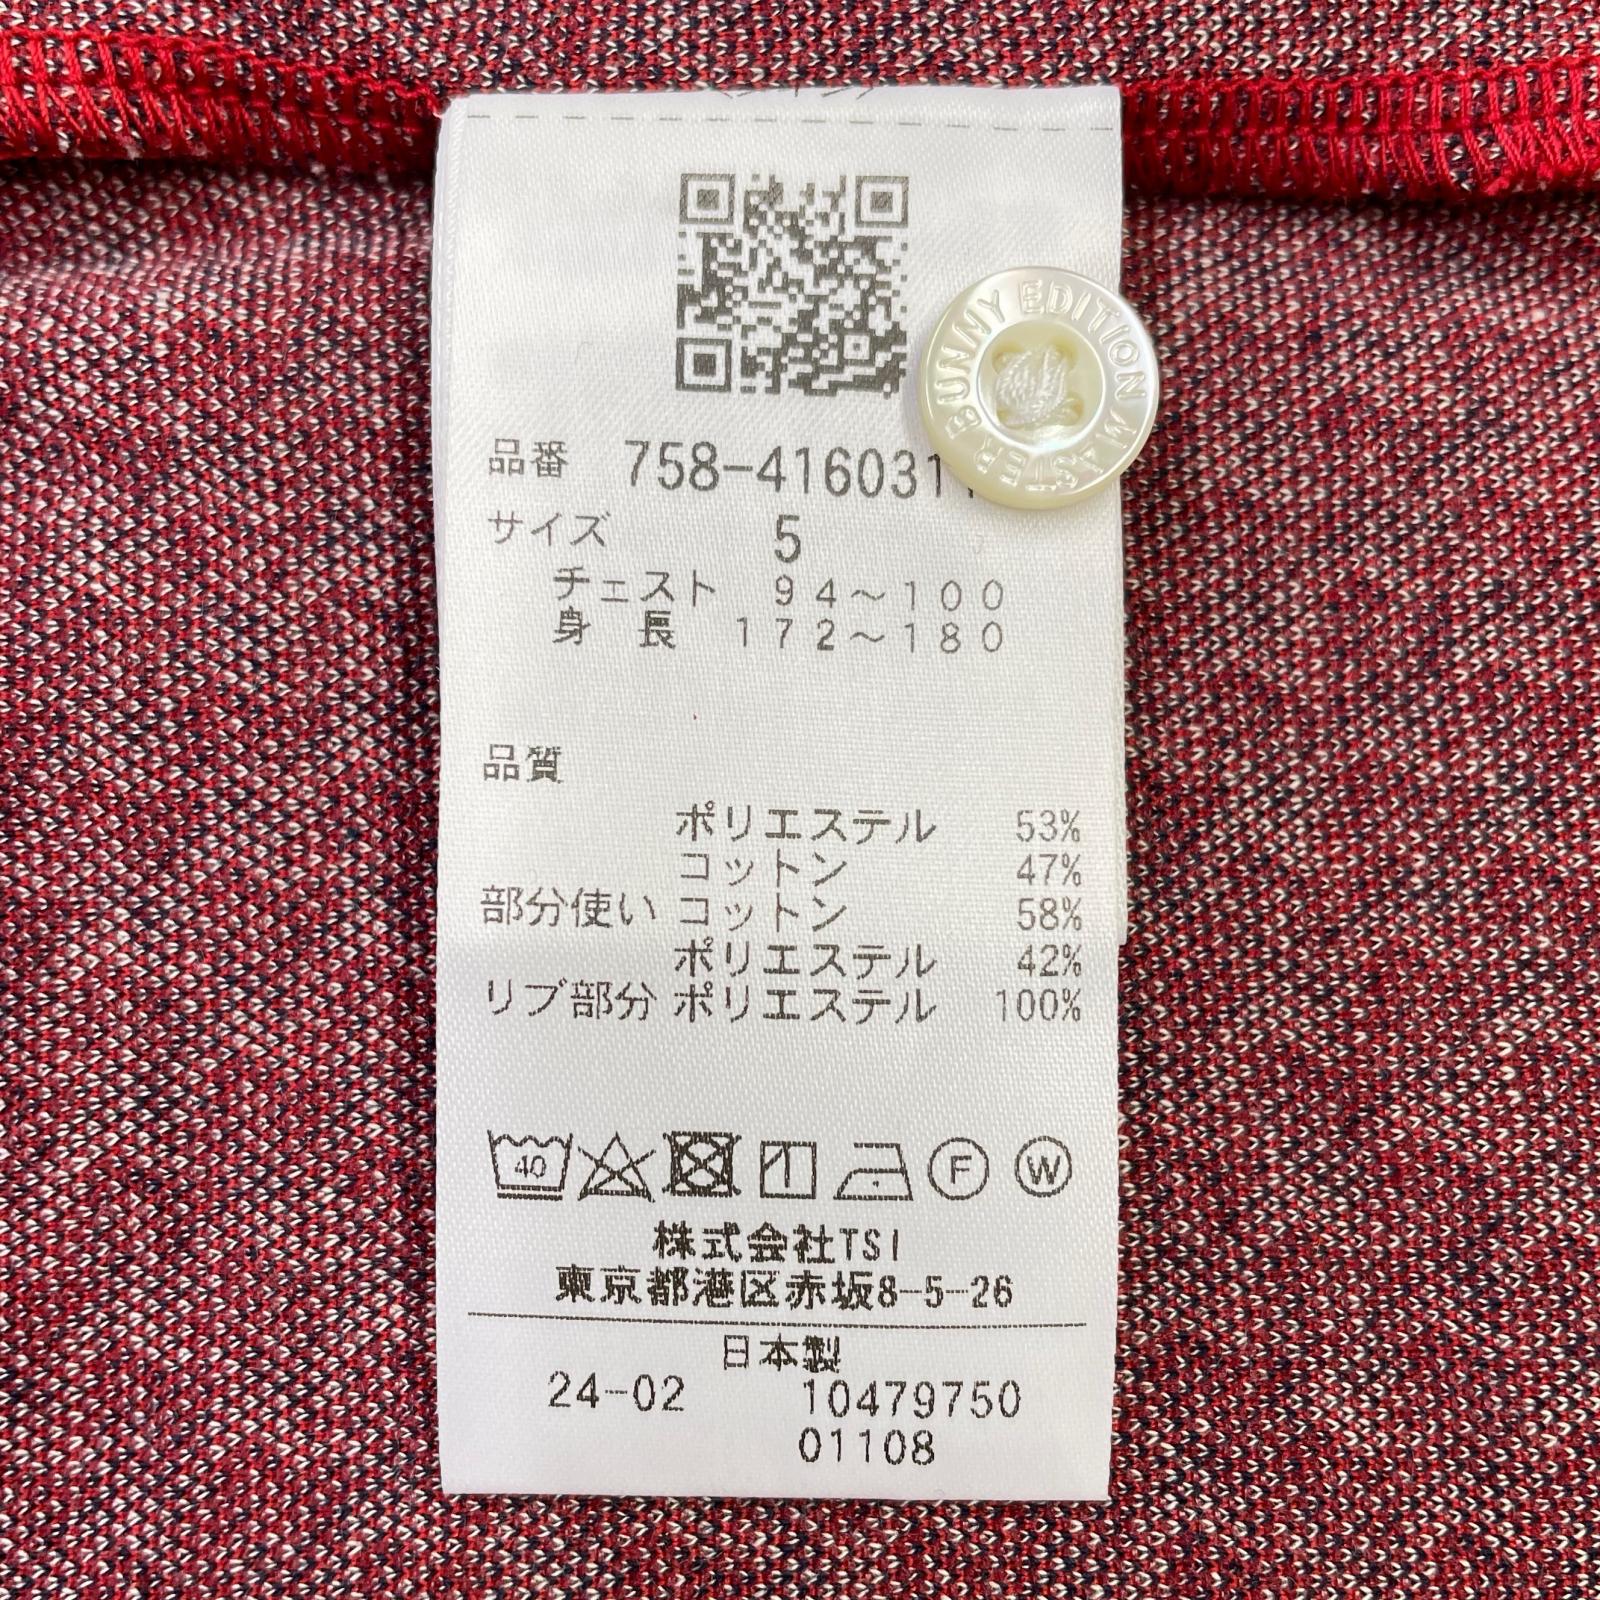 品番 758-4160311
サイズ 5
チェスト 94～100
身 長 172～180
品質
ポリエステル 53%
コットン 47%
部分使い コットン 58%
ポリエステル 42%
リブ部分 ポリエステル 100%
40
F W
株式会社TSI
東京都港区赤坂8-5-26
日本製
24-02 10479750
01108
MASTER BUNNY EDITION